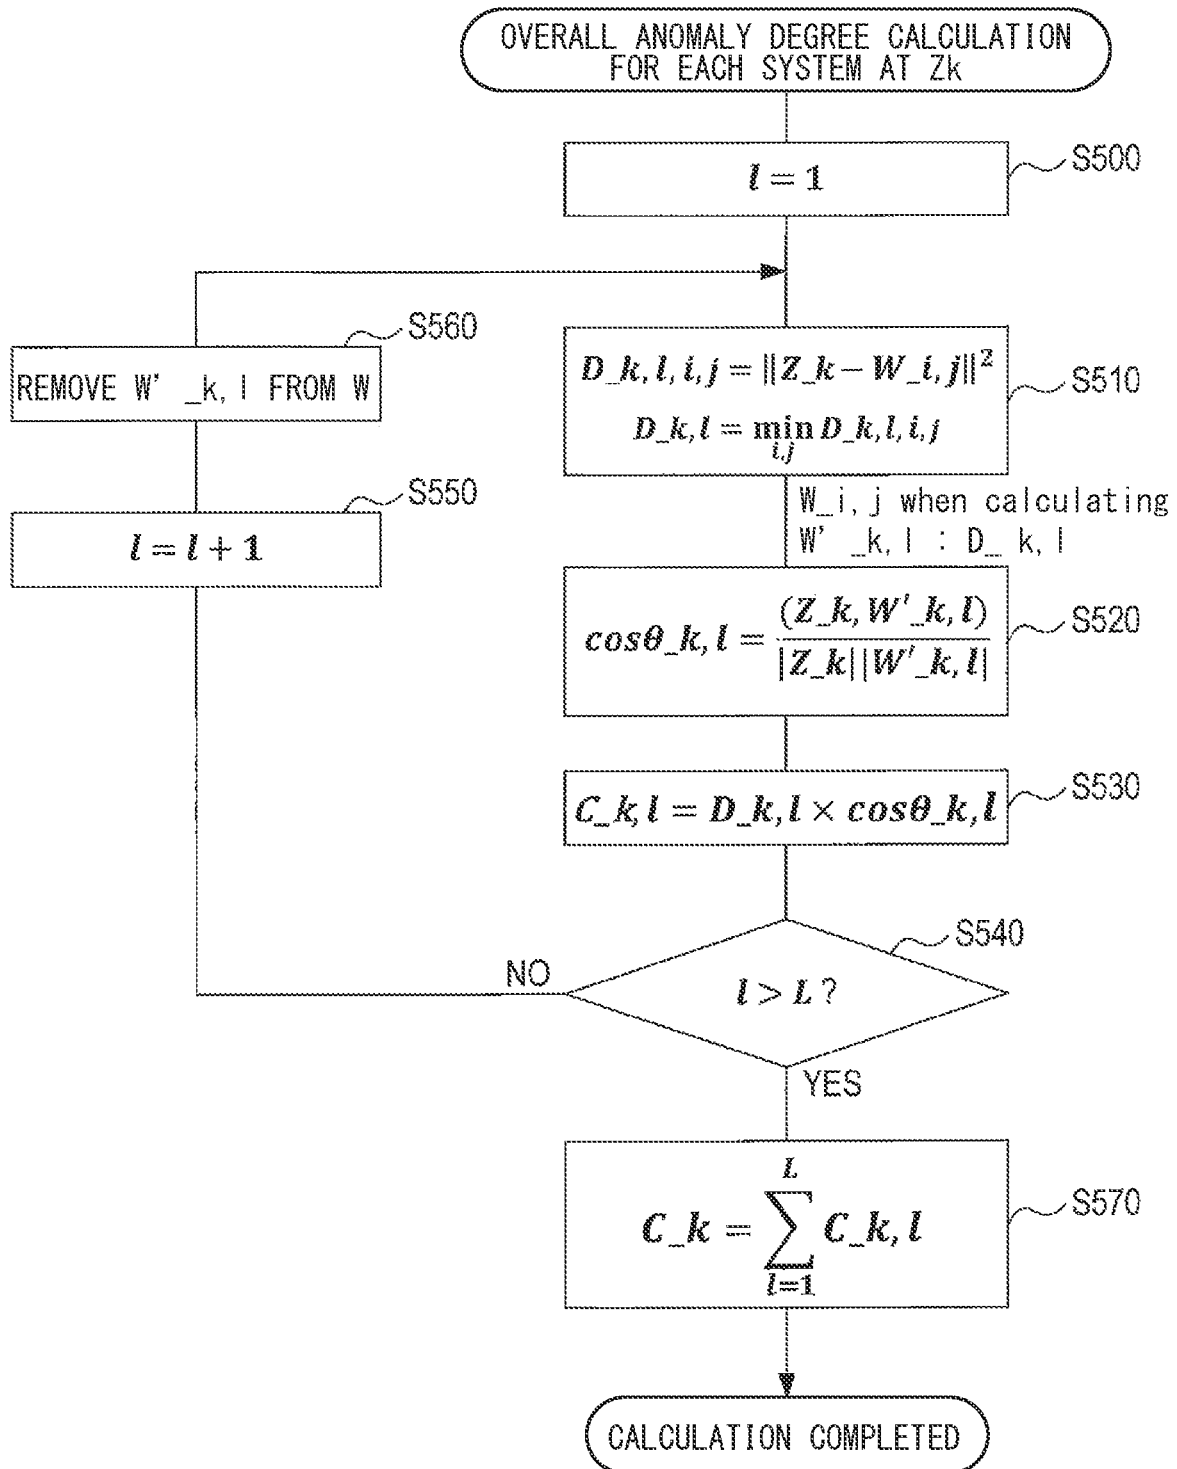 OVERALL ANOMALY DEGREE CALCULATION
FOR EACH SYSTEM AT Zk
l = 1
S500
S560
REMOVE W' _k, l FROM W
D_k, l, i, j = ||Z_k − W_i, j||²
D_k, l = min D_k, l, i, j
i,j
S510
S550
l = l + 1
W_i, j when calculating
W' _k, l : D_ k, l
cosθ_k, l = (Z_k, W'_k, l)
|Z_k||W'_k, l|
S520
C_k, l = D_k, l × cosθ_k, l
S530
S540
NO
l > L ?
YES
L
C_k = ∑ C_k, l
l=1
S570
CALCULATION COMPLETED